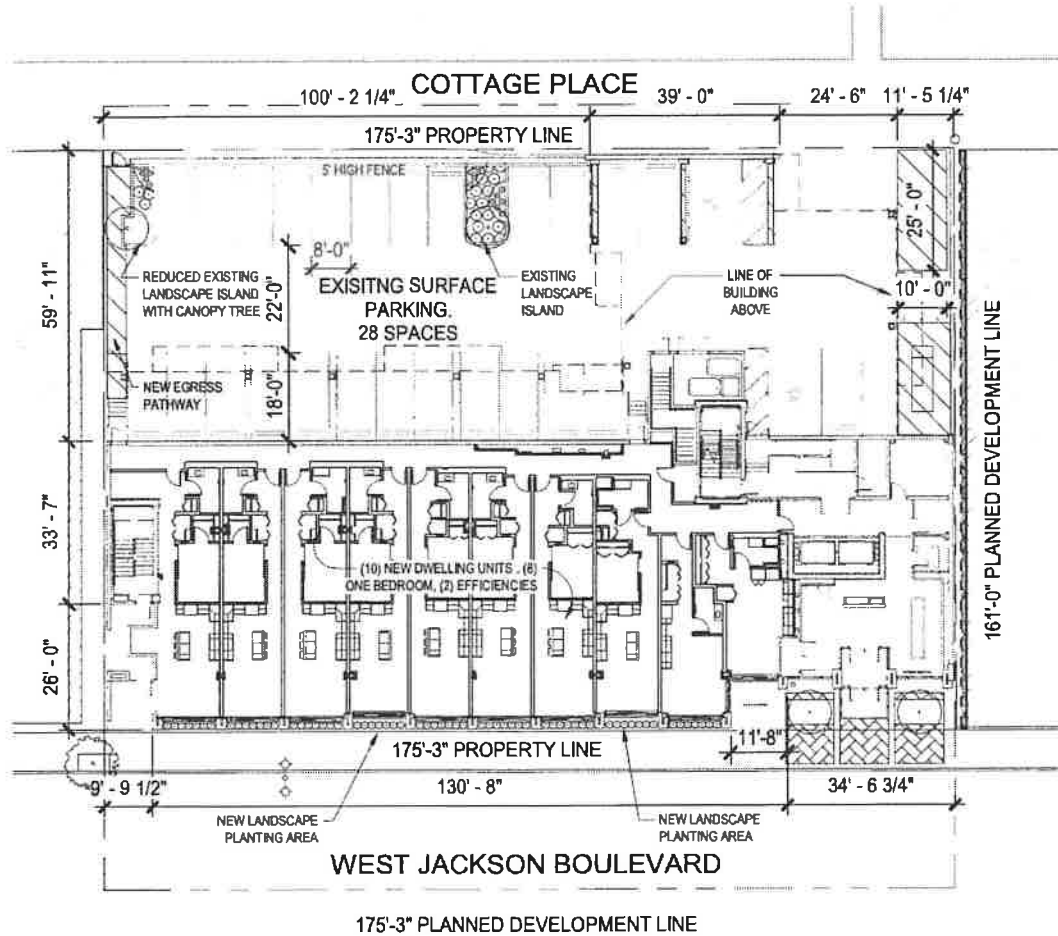 COTTAGE PLACE
100' - 2 1/4"
39' - 0"
24' - 6"
11' - 5 1/4"
175'-3" PROPERTY LINE
5' HIGH FENCE
25' - 0"
8'-0"
REDUCED EXISTING
LANDSCAPE ISLAND
WITH CANOPY TREE
EXISITNG SURFACE
PARKING.
28 SPACES
22'-0"
EXISTING
LANDSCAPE
ISLAND
LINE OF
BUILDING
ABOVE
10' - 0"
59' - 11"
NEW EGRESS
PATHWAY
18'-0"
161'-0" PLANNED DEVELOPMENT LINE
33' - 7"
(10) NEW DWELLING UNITS , (8)
ONE BEDROOM, (2) EFFICIENCIES
26' - 0"
175'-3" PROPERTY LINE
11'-8"
9' - 9 1/2"
130' - 8"
34' - 6 3/4"
NEW LANDSCAPE
PLANTING AREA
NEW LANDSCAPE
PLANTING AREA
WEST JACKSON BOULEVARD
175'-3" PLANNED DEVELOPMENT LINE